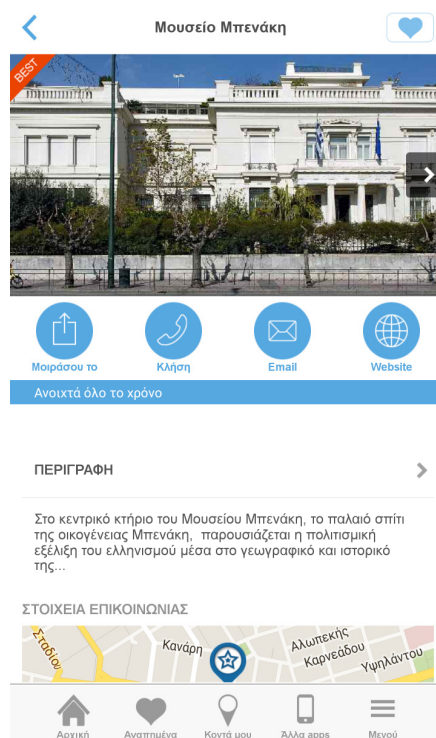 Μουσείο Μπενάκη
BEST
Μοιράσου το
Κλήση
Email
Website
Ανοιχτά όλο το χρόνο
ΠΕΡΙΓΡΑΦΗ
Στο κεντρικό κτήριο του Μουσείου Μπενάκη, το παλαιό σπίτι
της οικογένειας Μπενάκη, παρουσιάζεται η πολιτισμική
εξέλιξη του ελληνισμού μέσα στο γεωγραφικό και ιστορικό
της...
ΣΤΟΙΧΕΙΑ ΕΠΙΚΟΙΝΩΝΙΑΣ
Σταδίου
Κανάρη
Αλωπεκής
Καρνεάδου
Υψηλάντου
Αρχική
Αγαπημένα
Κοντά μου
Άλλα apps
Μενού